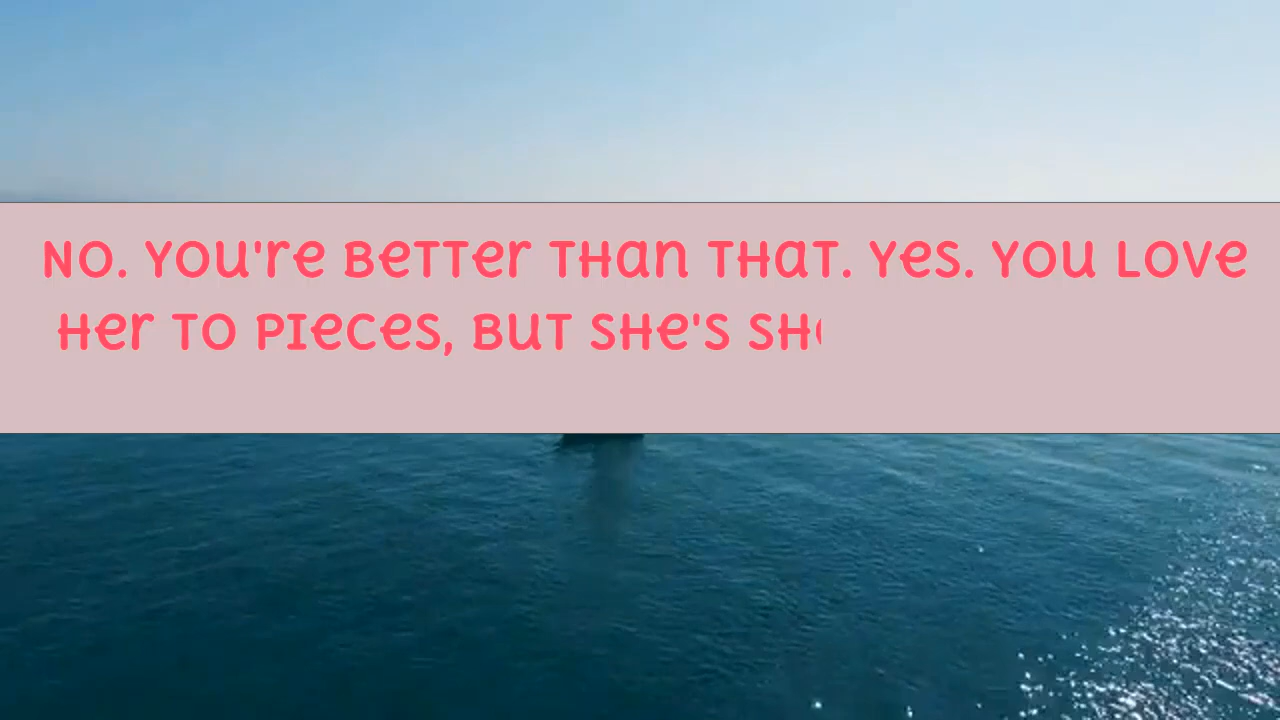 No. You're better than that. Yes. You love
her to pieces, but she's